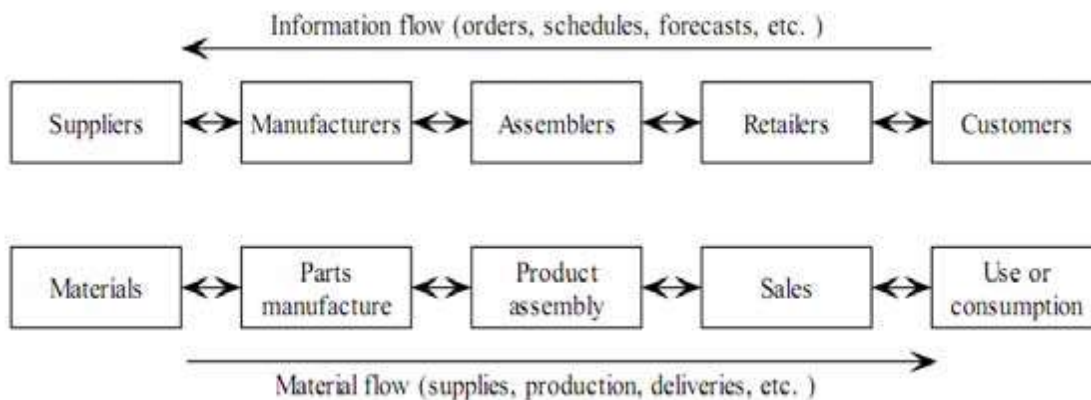 Information flow (orders, schedules, forecasts, etc. )
Suppliers
Manufacturers
Assemblers
Retailers
Customers
Materials
Parts
manufacture
Product
assembly
Sales
Use or
consumption
Material flow (supplies, production, deliveries, etc. )